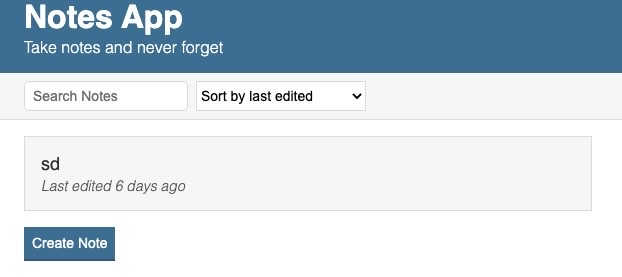 Notes App
Take notes and never forget
Search Notes
Sort by last edited
sd
Last edited 6 days ago
Create Note